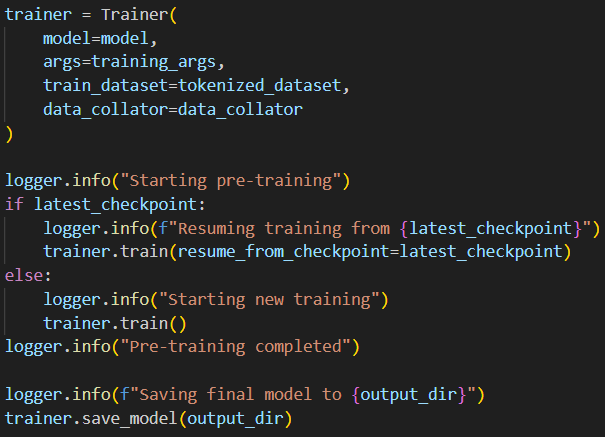 trainer = Trainer(
    model=model,
    args=training_args,
    train_dataset=tokenized_dataset,
    data_collator=data_collator
)

logger.info("Starting pre-training")
if latest_checkpoint:
    logger.info(f"Resuming training from {latest_checkpoint}")
    trainer.train(resume_from_checkpoint=latest_checkpoint)
else:
    logger.info("Starting new training")
    trainer.train()
logger.info("Pre-training completed")

logger.info(f"Saving final model to {output_dir}")
trainer.save_model(output_dir)